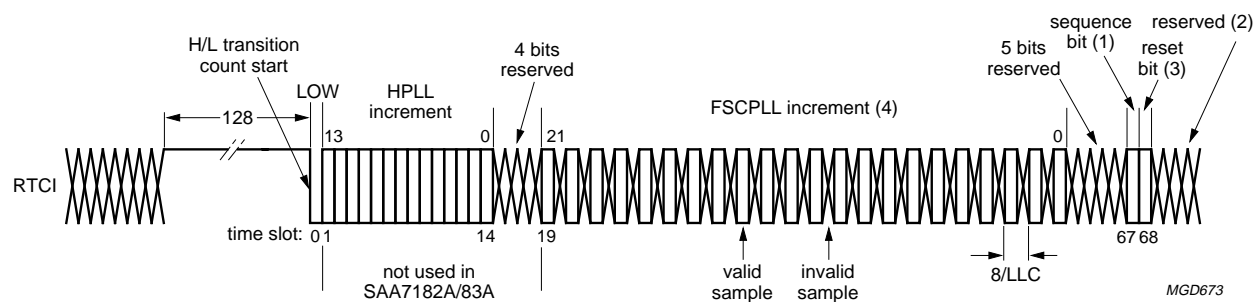 H/L transition
count start
LOW
128
13
HPLL
increment
0
4 bits
reserved
21
FSCPLL increment (4)
0
5 bits
reserved
sequence
bit (1)
reset
bit (3)
reserved (2)
RTCI
time slot:
0 1
14
19
67 68
not used in
SAA7182A/83A
valid
sample
invalid
sample
8/LLC
MGD673